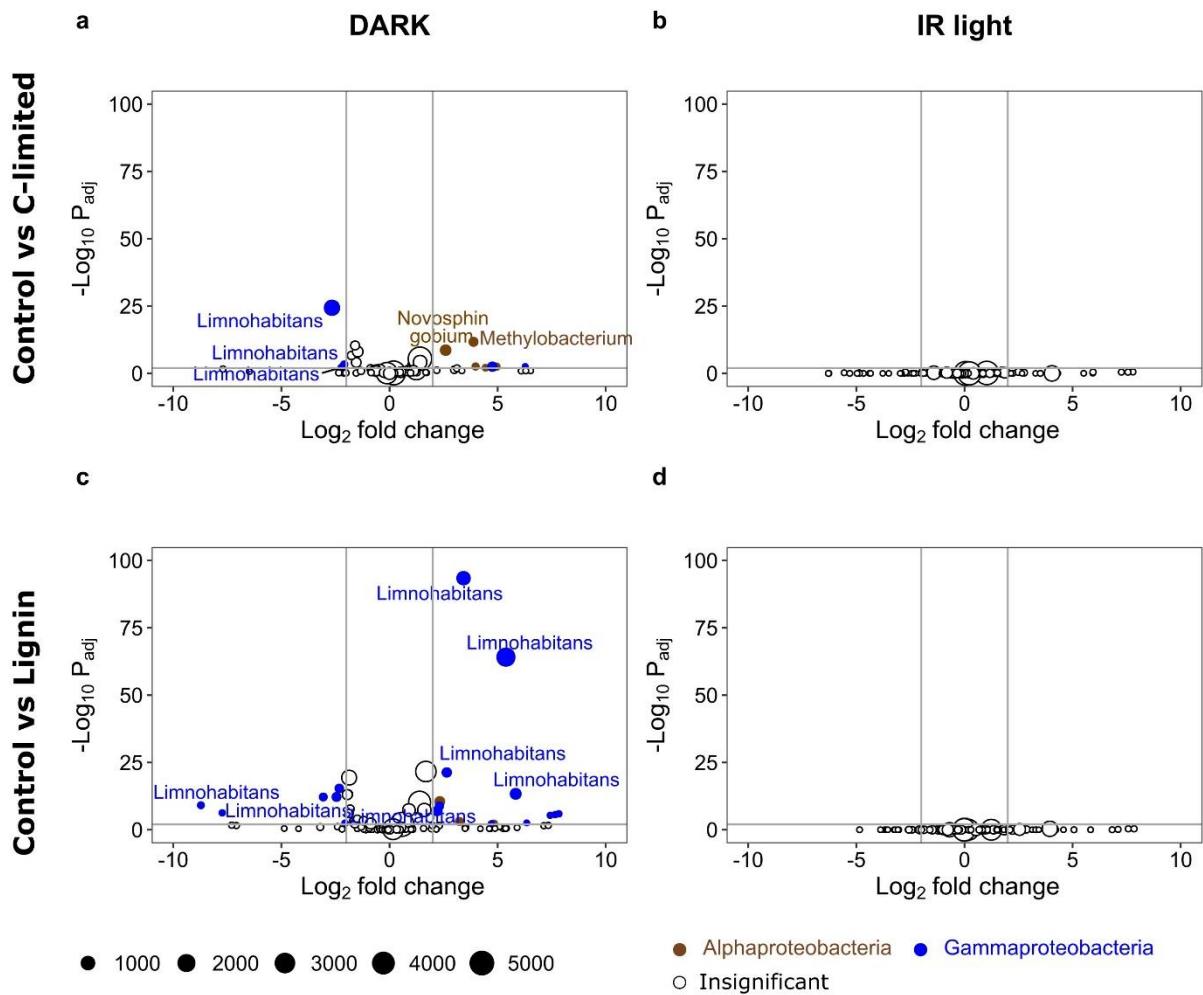 a
DARK
b
IR light
Control vs C-limited
-Log10 Padj
100
75
50
25
0
Limnohabitans
Limnohabitans
Limnohabitans
Novosphin
gobium
Methylobacterium
-10 -5 0 5 10
Log2 fold change
-Log10 Padj
100
75
50
25
0
-10 -5 0 5 10
Log2 fold change
c
d
Control vs Lignin
-Log10 Padj
100
75
50
25
0
Limnohabitans
Limnohabitans
Limnohabitans
Limnohabitans
Limnohabitans
Limnohabitans
Limnohabitans
-10 -5 0 5 10
Log2 fold change
-Log10 Padj
100
75
50
25
0
-10 -5 0 5 10
Log2 fold change
1000 2000 3000 4000 5000
Alphaproteobacteria Gammaproteobacteria
Insignificant